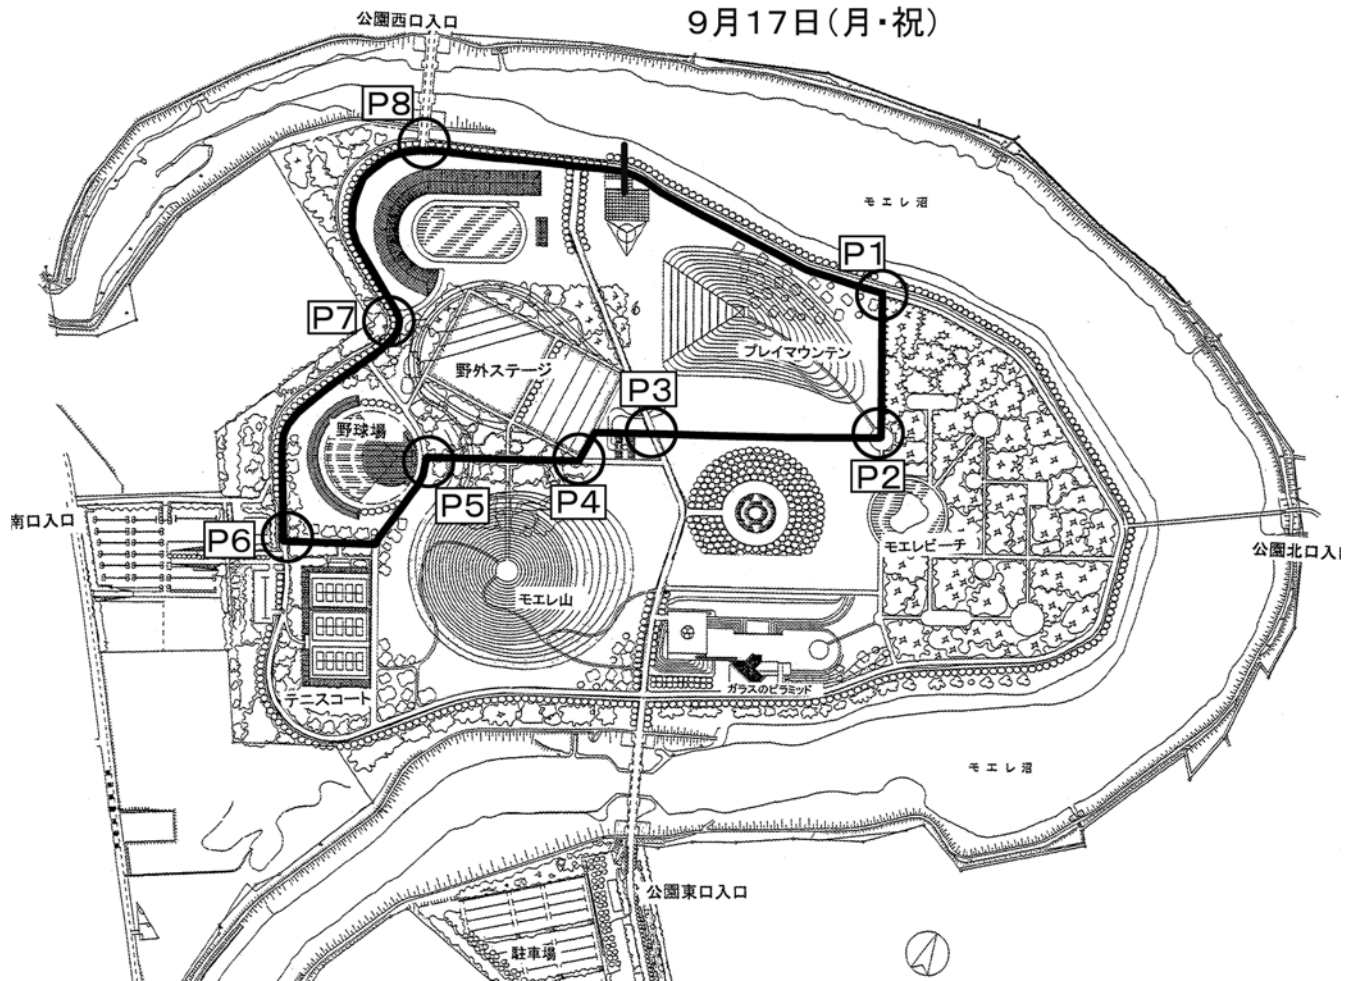 9月17日(月・祝)
公園西口入口
P8
モエレ沼
P1
P7
プレイマウンテン
野外ステージ
P3
野球場
P5
P4
P2
南口入口
P6
モエレビーチ
公園北口入口
モエレ山
テニスコート
ガラスのピラミッド
モエレ沼
公園東口入口
駐車場